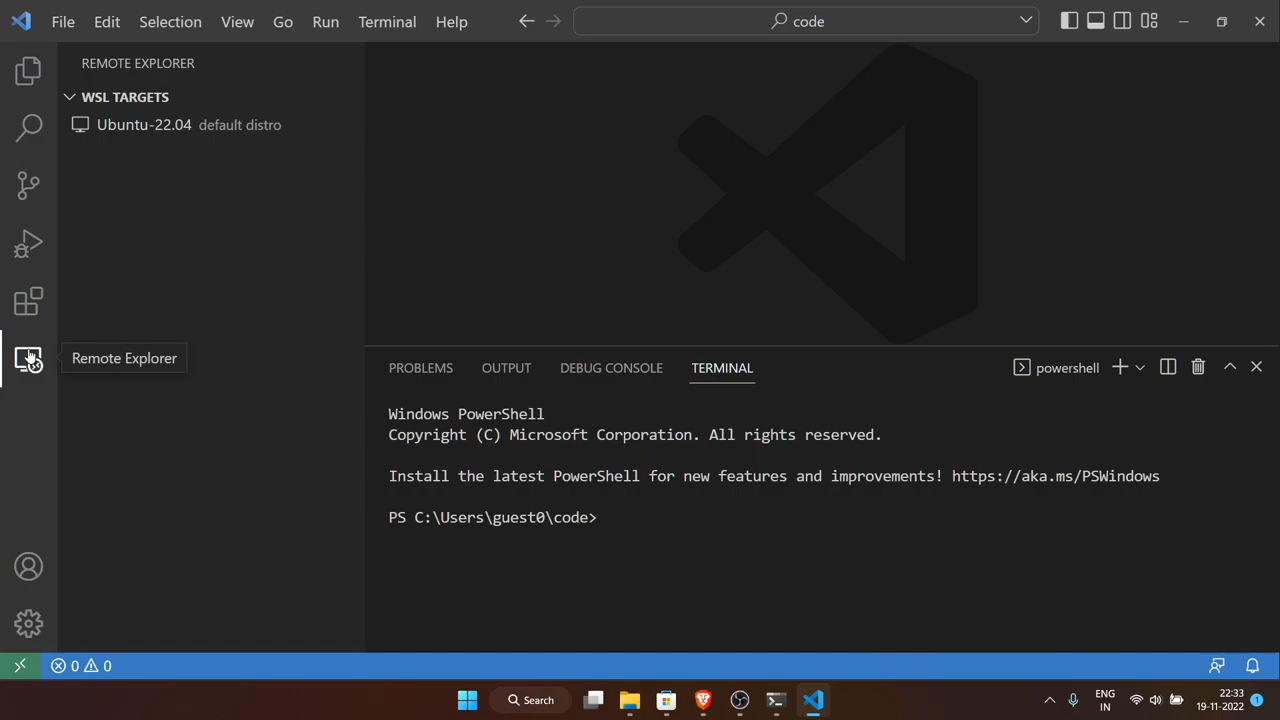 File Edit Selection View Go Run Terminal Help code
REMOTE EXPLORER
WSL TARGETS
Ubuntu-22.04 default distro
Remote Explorer
PROBLEMS OUTPUT DEBUG CONSOLE TERMINAL powershell
Windows PowerShell
Copyright (C) Microsoft Corporation. All rights reserved.
Install the latest PowerShell for new features and improvements! https://aka.ms/PSWindows
PS C:\Users\guest0\code>
0 0
Search
ENG
IN
22:33
19-11-2022
1